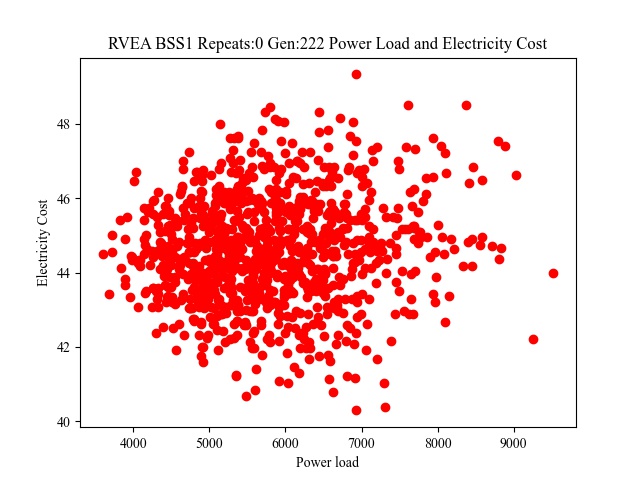 RVEA BSS1 Repeats:0 Gen:222 Power Load and Electricity Cost
Electricity Cost
48
46
44
42
40
4000 5000 6000 7000 8000 9000
Power load